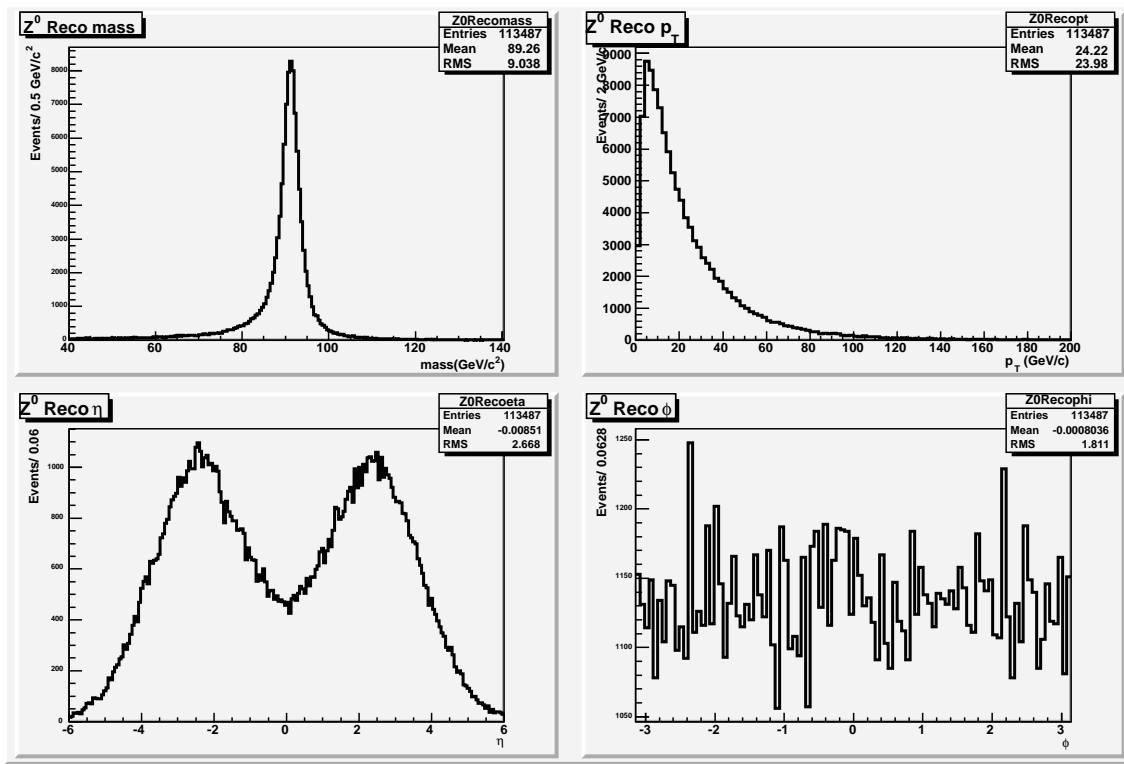 Z⁰ Reco mass
Z0Recomass
Entries 113487
Mean 89.26
RMS 9.038
Events/ 0.5 GeV/c²
8000
7000
6000
5000
4000
3000
2000
1000
0
40 60 80 100 120 140
mass(GeV/c²)
Z⁰ Reco p_T
Z0Recopt
Entries 113487
Mean 24.22
RMS 23.98
Events/ 2 GeV/c
9000
8000
7000
6000
5000
4000
3000
2000
1000
0
0 20 40 60 80 100 120 140 160 180 200
p_T (GeV/c)
Z⁰ Reco η
Z0Recoeta
Entries 113487
Mean -0.00851
RMS 2.668
Events/ 0.06
1000
800
600
400
200
0
-6 -4 -2 0 2 4 6
η
Z⁰ Reco ϕ
Z0Recophi
Entries 113487
Mean -0.0008036
RMS 1.811
Events/ 0.0628
1250
1200
1150
1100
1050
-3 -2 -1 0 1 2 3
ϕ